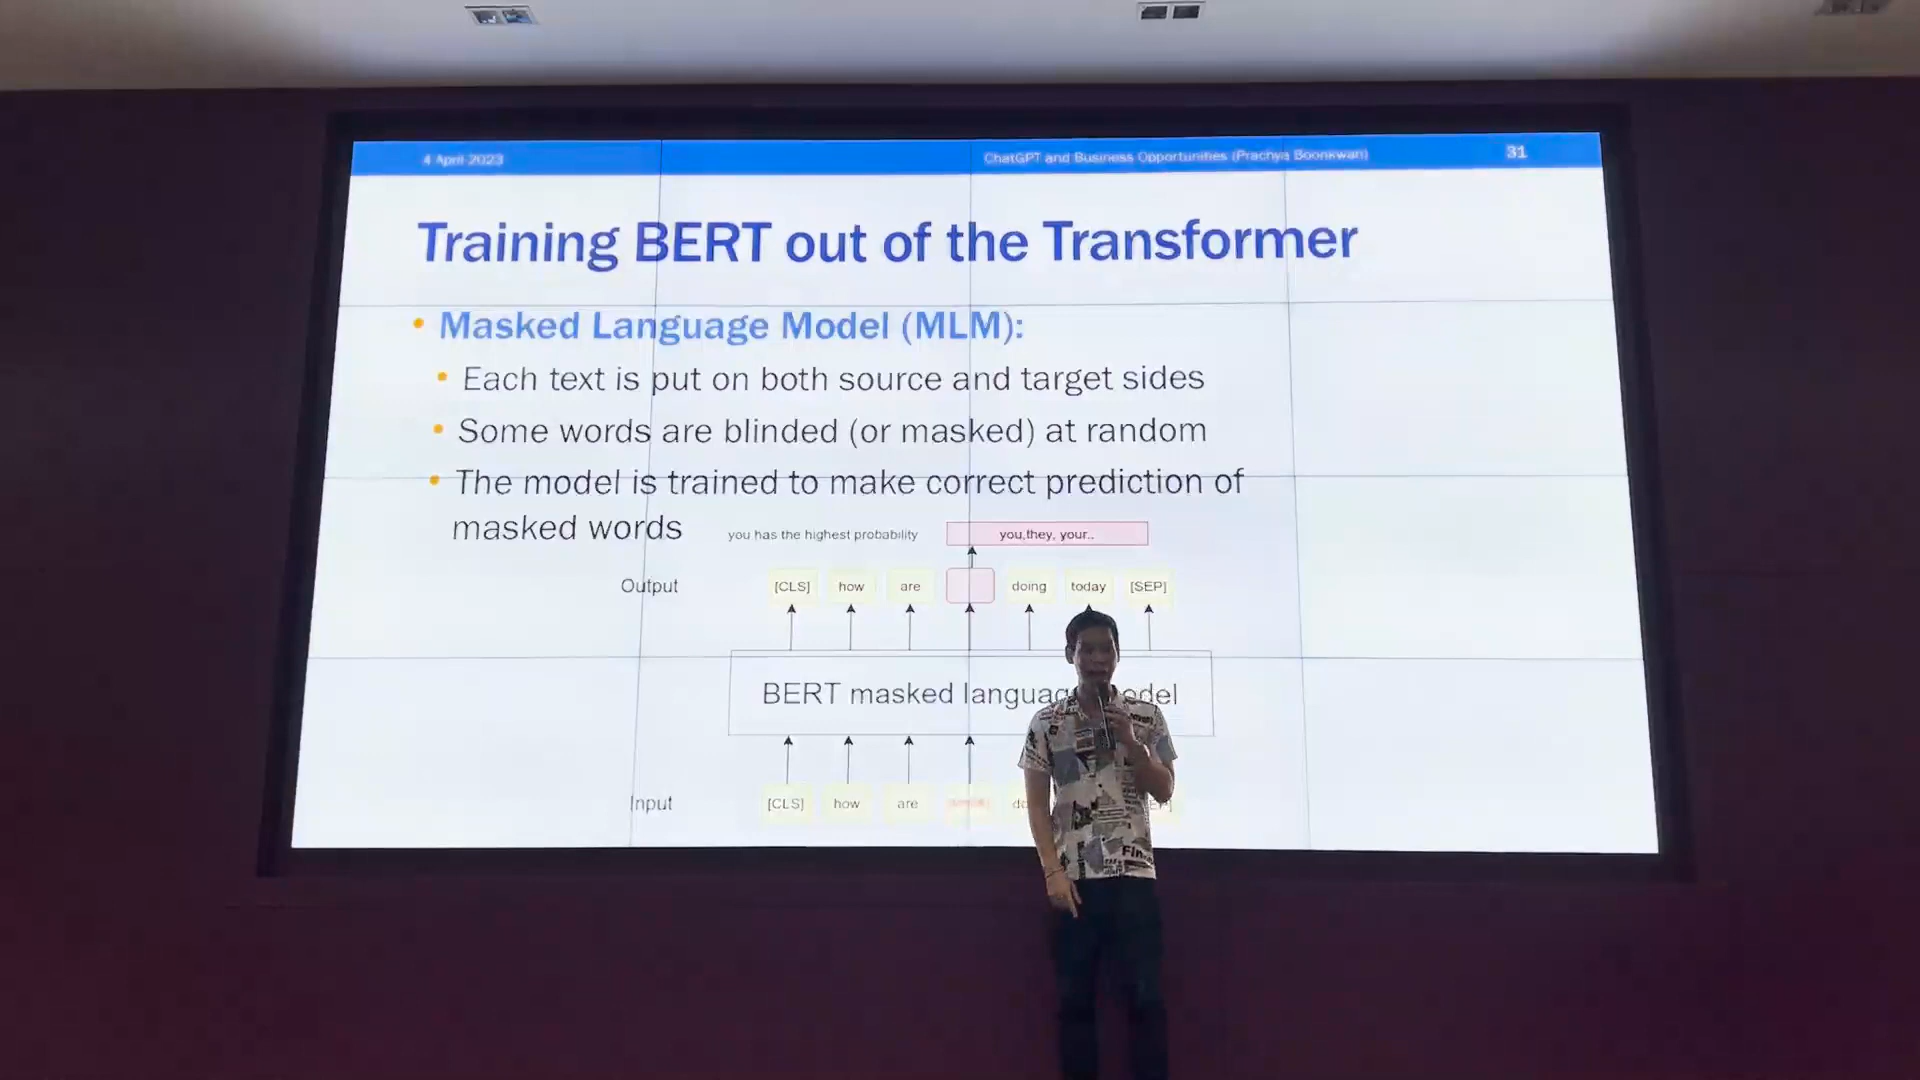 4 April 2023
ChatGPT and Business Opportunities (Prachya Boonkwan)
31
Training BERT out of the Transformer
• Masked Language Model (MLM):
• Each text is put on both source and target sides
• Some words are blinded (or masked) at random
• The model is trained to make correct prediction of
masked words
you has the highest probability
you,they, your..
Output
[CLS] how are doing today [SEP]
BERT masked language model
Input
[CLS] how are
Fin